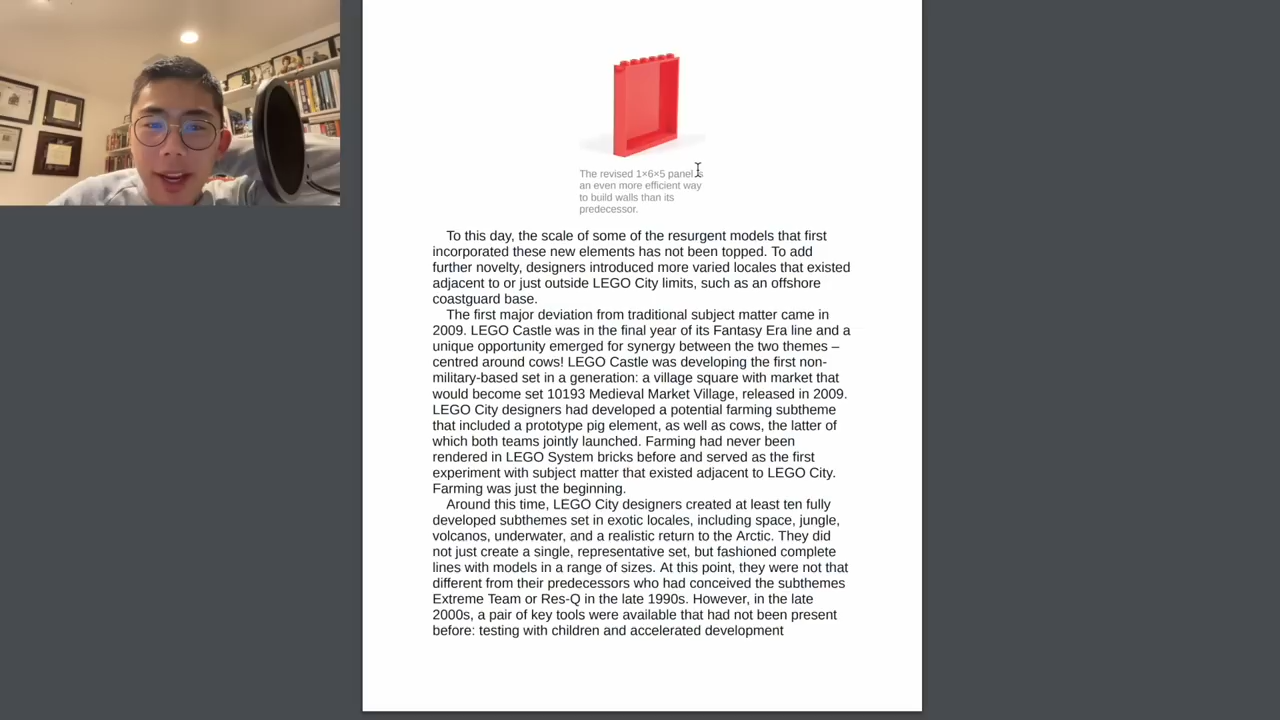 The revised 1×6×5 panel is
an even more efficient way
to build walls than its
predecessor.
To this day, the scale of some of the resurgent models that first
incorporated these new elements has not been topped. To add
further novelty, designers introduced more varied locales that existed
adjacent to or just outside LEGO City limits, such as an offshore
coastguard base.
The first major deviation from traditional subject matter came in
2009. LEGO Castle was in the final year of its Fantasy Era line and a
unique opportunity emerged for synergy between the two themes –
centred around cows! LEGO Castle was developing the first non-
military-based set in a generation: a village square with market that
would become set 10193 Medieval Market Village, released in 2009.
LEGO City designers had developed a potential farming subtheme
that included a prototype pig element, as well as cows, the latter of
which both teams jointly launched. Farming had never been
rendered in LEGO System bricks before and served as the first
experiment with subject matter that existed adjacent to LEGO City.
Farming was just the beginning.
Around this time, LEGO City designers created at least ten fully
developed subthemes set in exotic locales, including space, jungle,
volcanos, underwater, and a realistic return to the Arctic. They did
not just create a single, representative set, but fashioned complete
lines with models in a range of sizes. At this point, they were not that
different from their predecessors who had conceived the subthemes
Extreme Team or Res-Q in the late 1990s. However, in the late
2000s, a pair of key tools were available that had not been present
before: testing with children and accelerated development